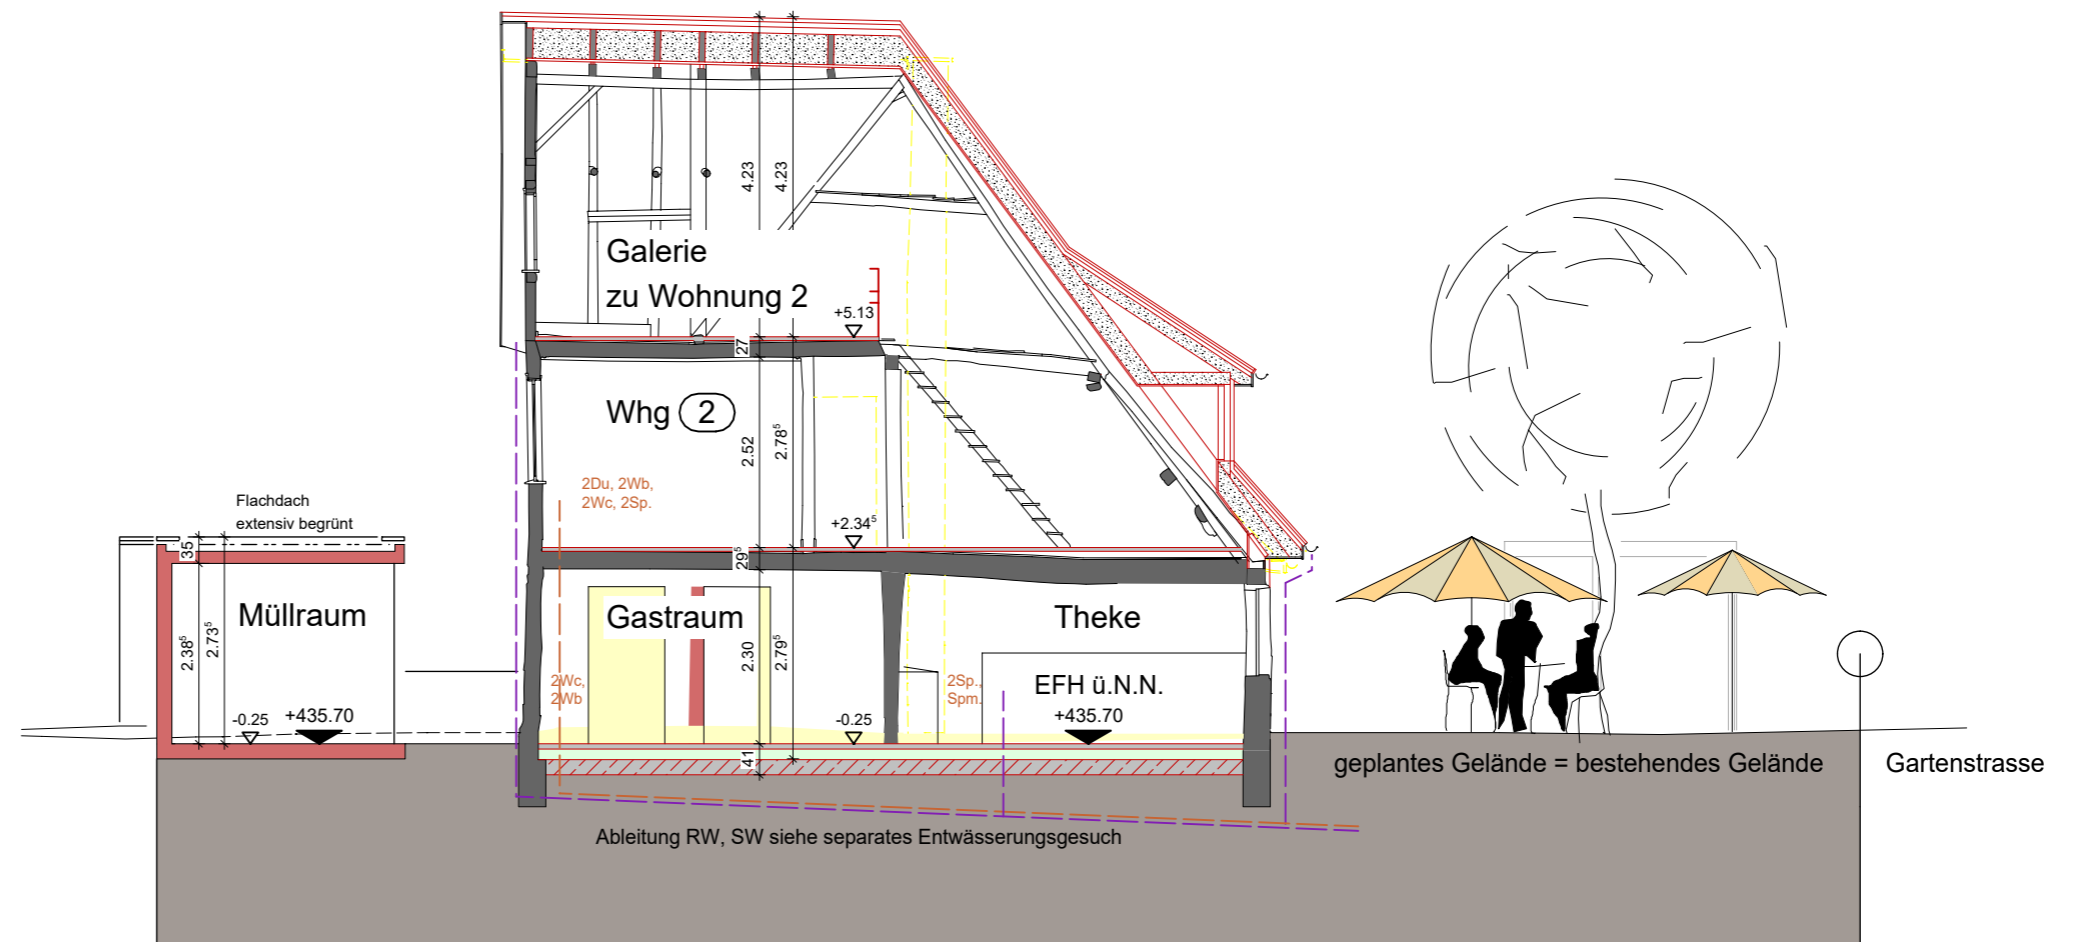 4.23
4.23
Galerie
zu Wohnung 2
+5.13
27
Whg 2
2.52
2.78⁵
2Du, 2Wb,
2Wc, 2Sp.
+2.34⁵
29⁵
Flachdach
extensiv begrünt
35
Müllraum
2.38⁵
2.73⁵
-0.25
+435.70
Gastraum
2.30
2.79⁵
2Wc,
2Wb
-0.25
41
Theke
2Sp.,
Spm.
EFH ü.N.N.
+435.70
geplantes Gelände = bestehendes Gelände
Gartenstrasse
Ableitung RW, SW siehe separates Entwässerungsgesuch